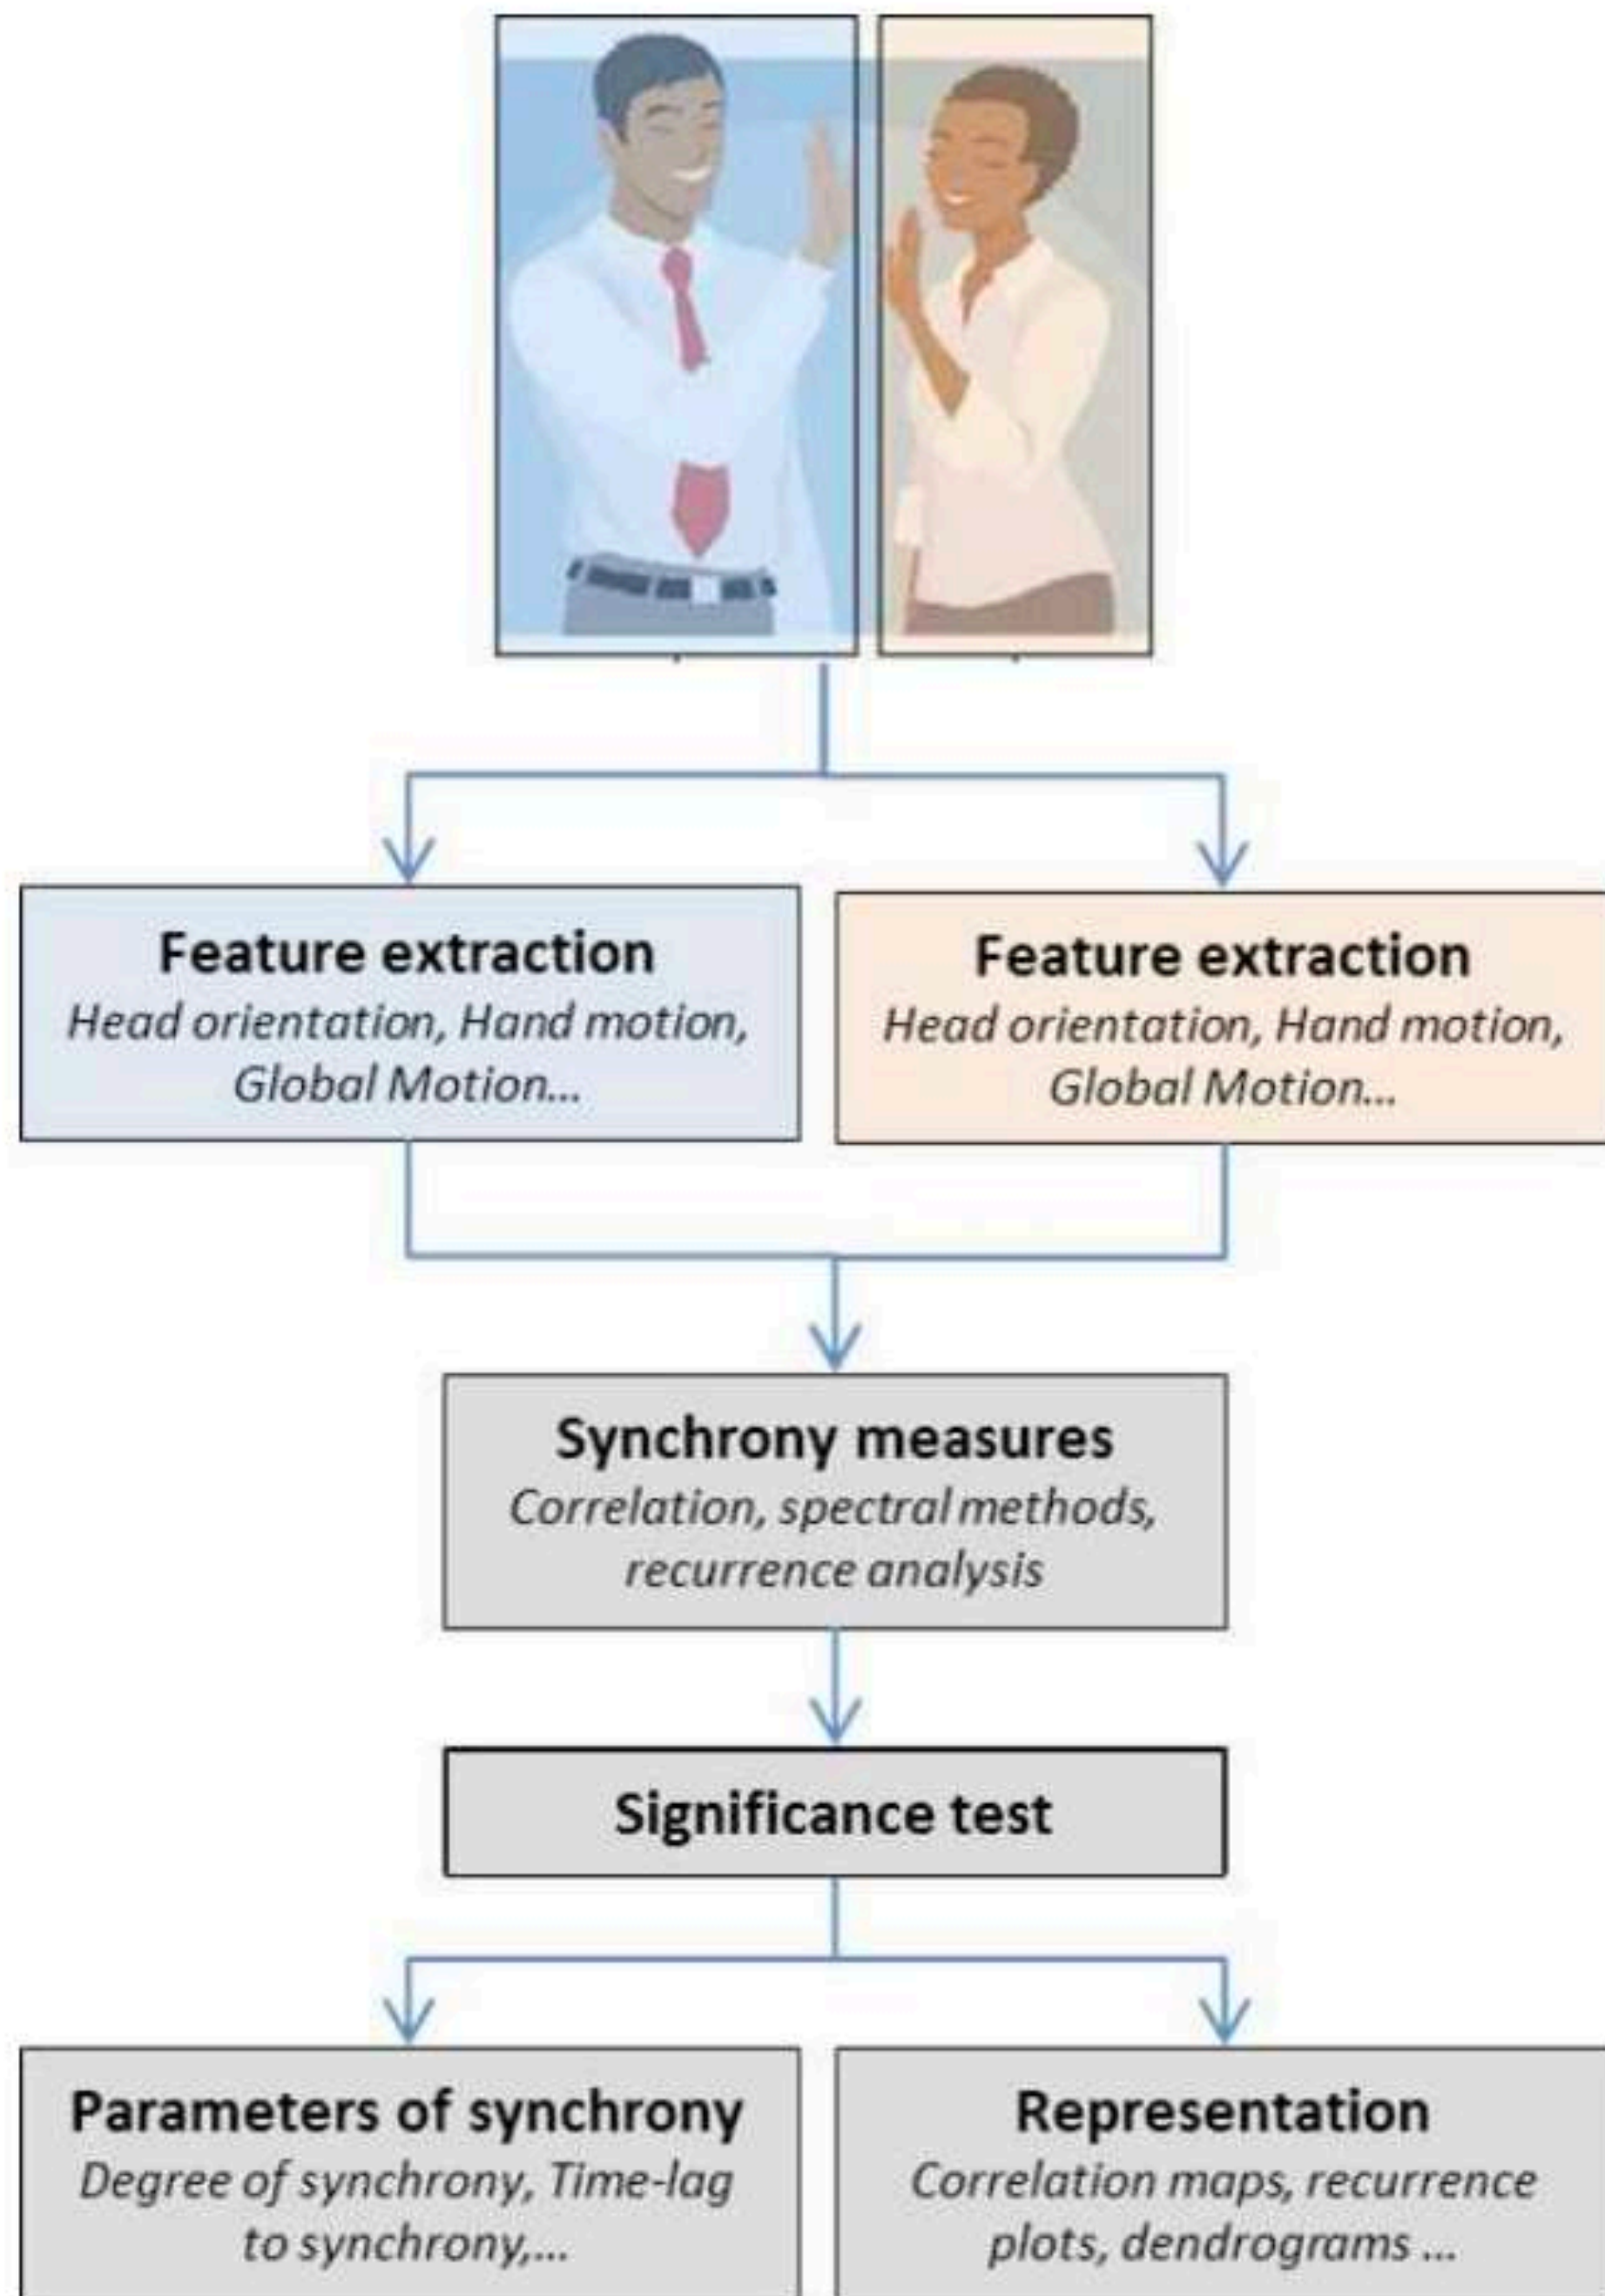 Feature extraction
Head orientation, Hand motion,
Global Motion...
Feature extraction
Head orientation, Hand motion,
Global Motion...
Synchrony measures
Correlation, spectral methods,
recurrence analysis
Significance test
Parameters of synchrony
Degree of synchrony, Time-lag
to synchrony,...
Representation
Correlation maps, recurrence
plots, dendrograms ...